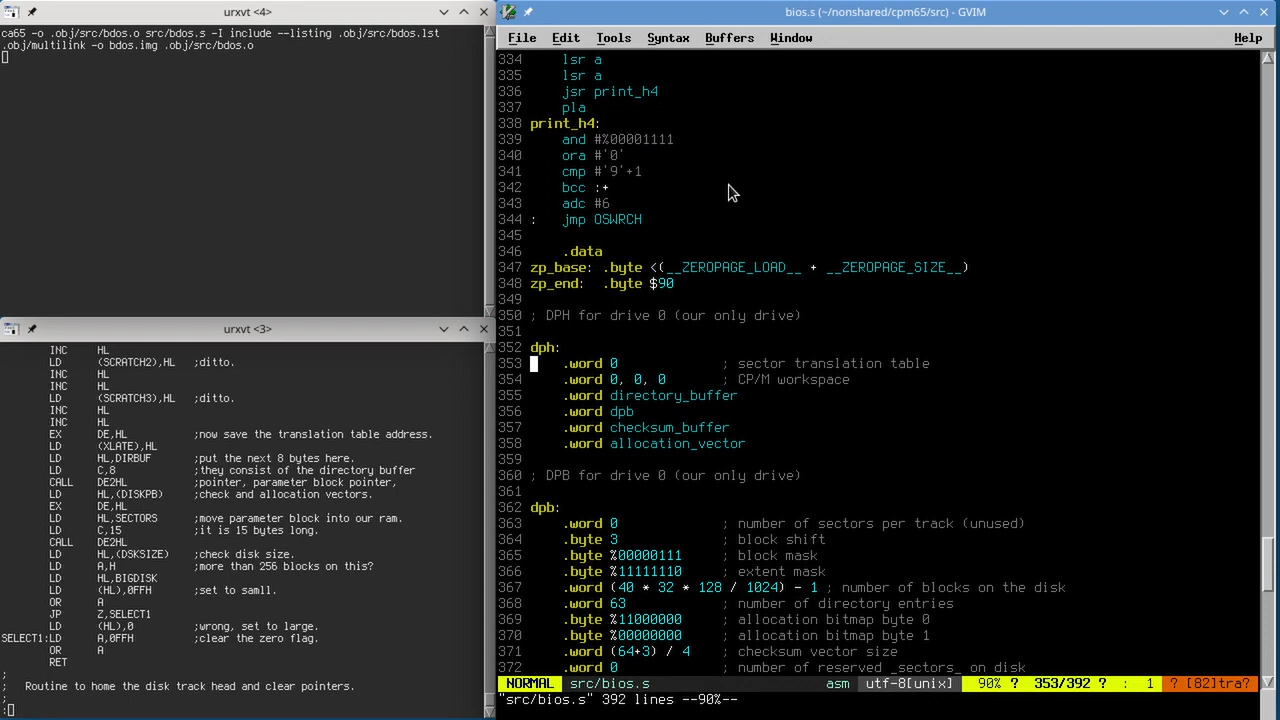 urxvt <4>
ca65 -o .obj/src/bdos.o src/bdos.s -I include --listing .obj/src/bdos.lst
.obj/multilink -o bdos.img .obj/src/bdos.o
urxvt <3>
INC HL
LD (SCRATCH2),HL ;ditto.
INC HL
INC HL
LD (SCRATCH3),HL ;ditto.
INC HL
INC HL
EX DE,HL ;now save the translation table address.
LD (XLATE),HL
LD HL,DIRBUF ;put the next 8 bytes here.
LD C,8 ;they consist of the directory buffer
CALL DE2HL ;pointer, parameter block pointer,
LD HL,(DISKPB) ;check and allocation vectors.
EX DE,HL
LD HL,SECTORS ;move parameter block into our ram.
LD C,15 ;it is 15 bytes long.
CALL DE2HL
LD HL,(DSKSIZE) ;check disk size.
LD A,H ;more than 256 blocks on this?
LD HL,BIGDISK
LD (HL),0FFH ;set to samll.
OR A
JP Z,SELECT1
LD (HL),0 ;wrong, set to large.
SELECT1:LD A,0FFH ;clear the zero flag.
OR A
RET
;
; Routine to home the disk track head and clear pointers.
;
:
bios.s (~/nonshared/cpm65/src) - GVIM
File Edit Tools Syntax Buffers Window Help
334 lsr a
335 lsr a
336 jsr print_h4
337 pla
338 print_h4:
339 and #%00001111
340 ora #'0'
341 cmp #'9'+1
342 bcc :+
343 adc #6
344 : jmp OSWRCH
345
346 .data
347 zp_base: .byte <(__ZEROPAGE_LOAD__ + __ZEROPAGE_SIZE__)
348 zp_end: .byte $90
349
350 ; DPH for drive 0 (our only drive)
351
352 dph:
353 .word 0 ; sector translation table
354 .word 0, 0, 0 ; CP/M workspace
355 .word directory_buffer
356 .word dpb
357 .word checksum_buffer
358 .word allocation_vector
359
360 ; DPB for drive 0 (our only drive)
361
362 dpb:
363 .word 0 ; number of sectors per track (unused)
364 .byte 3 ; block shift
365 .byte %00000111 ; block mask
366 .byte %11111110 ; extent mask
367 .word (40 * 32 * 128 / 1024) - 1 ; number of blocks on the disk
368 .word 63 ; number of directory entries
369 .byte %11000000 ; allocation bitmap byte 0
370 .byte %00000000 ; allocation bitmap byte 1
371 .word (64+3) / 4 ; checksum vector size
372 .word 0 ; number of reserved _sectors_ on disk
NORMAL src/bios.s asm utf-8[unix] 90% ? 353/392 ? : 1 ? [82]tra?
"src/bios.s" 392 lines --90%--